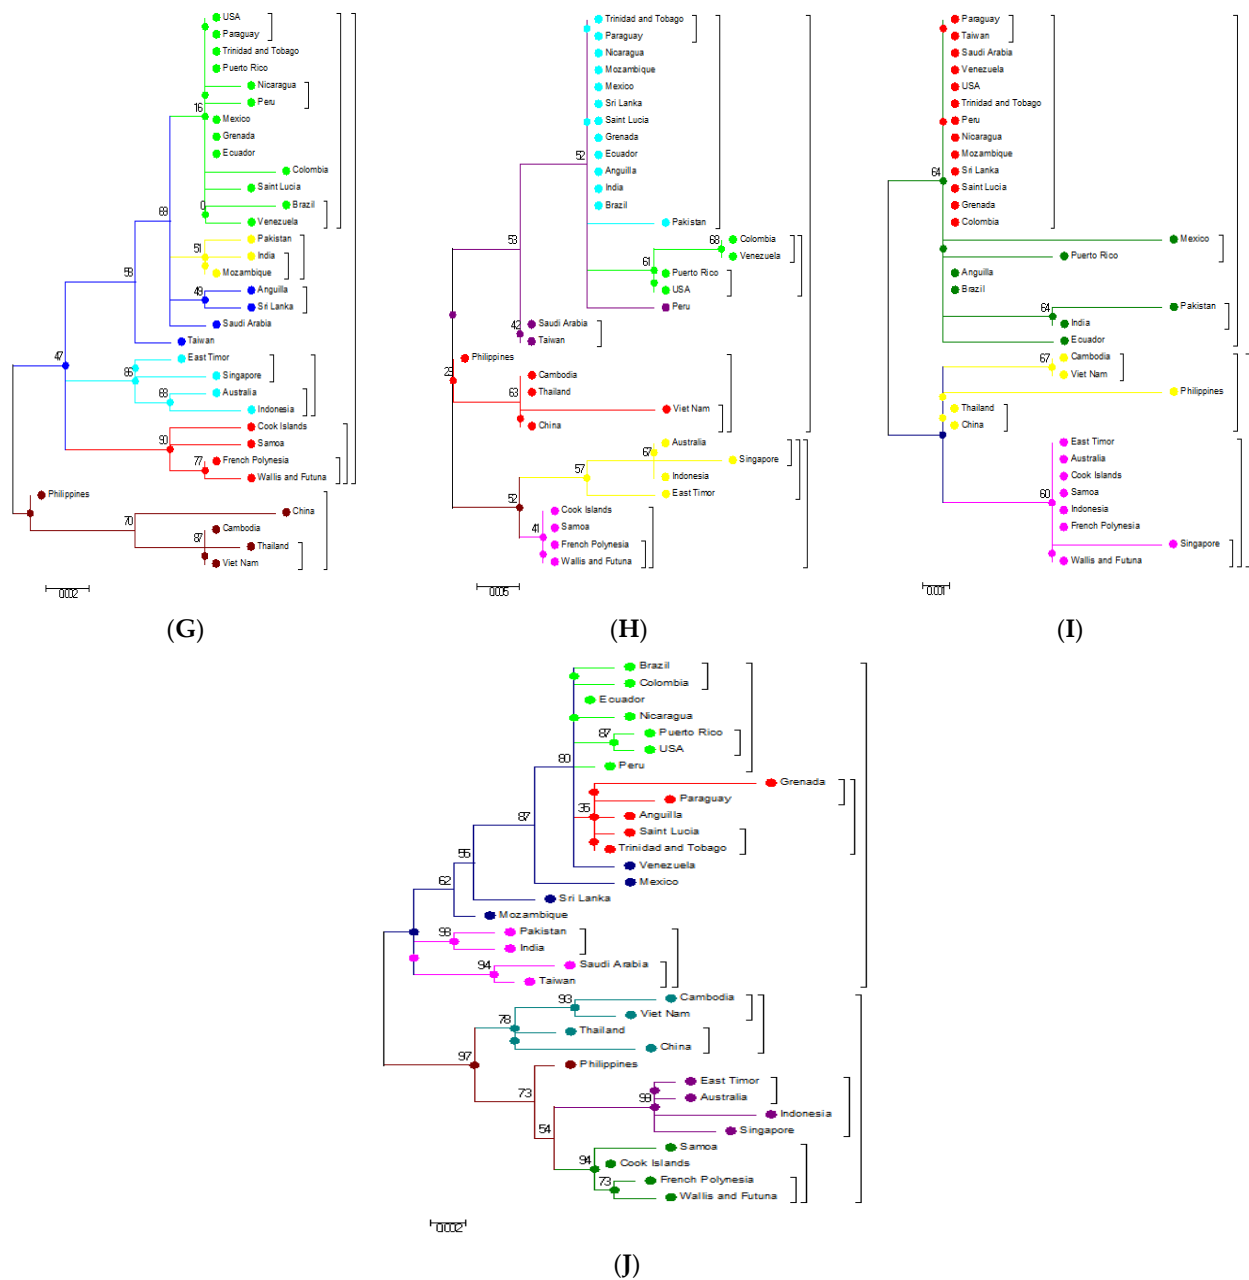 USA
Paraguay
Trinidad and Tobago
Puerto Rico
Nicaragua
Peru
16
Mexico
Grenada
Ecuador
Colombia
Saint Lucia
0
Brazil
Venezuela
69
Pakistan
51
India
Mozambique
58
49
Anguilla
Sri Lanka
Saudi Arabia
Taiwan
47
East Timor
86
Singapore
68
Australia
Indonesia
Cook Islands
90
Samoa
77
French Polynesia
Wallis and Futuna
Philippines
China
70
Cambodia
87
Thailand
Viet Nam
0.002
(G)
Trinidad and Tobago
Paraguay
Nicaragua
Mozambique
Mexico
Sri Lanka
Saint Lucia
Grenada
Ecuador
52
Anguilla
India
Brazil
Pakistan
53
68
Colombia
Venezuela
61
Puerto Rico
USA
Peru
42
Saudi Arabia
Taiwan
Philippines
Cambodia
63
Thailand
Viet Nam
China
Australia
67
Singapore
57
Indonesia
East Timor
52
Cook Islands
41
Samoa
French Polynesia
Wallis and Futuna
0.005
(H)
Paraguay
Taiwan
Saudi Arabia
Venezuela
USA
Trinidad and Tobago
Peru
Nicaragua
Mozambique
64
Sri Lanka
Saint Lucia
Grenada
Colombia
Mexico
Puerto Rico
Anguilla
Brazil
64
Pakistan
India
Ecuador
67
Cambodia
Viet Nam
Philippines
Thailand
China
East Timor
Australia
Cook Islands
60
Samoa
Indonesia
French Polynesia
Singapore
Wallis and Futuna
0.001
(I)
Brazil
Colombia
Ecuador
Nicaragua
87
Puerto Rico
USA
80
Peru
Grenada
Paraguay
35
Anguilla
87
Saint Lucia
Trinidad and Tobago
55
Venezuela
62
Mexico
Sri Lanka
Mozambique
98
Pakistan
India
94
Saudi Arabia
Taiwan
93
Cambodia
78
Viet Nam
Thailand
China
97
Philippines
73
East Timor
98
Australia
Indonesia
54
Singapore
Samoa
94
Cook Islands
73
French Polynesia
Wallis and Futuna
0.002
(J)